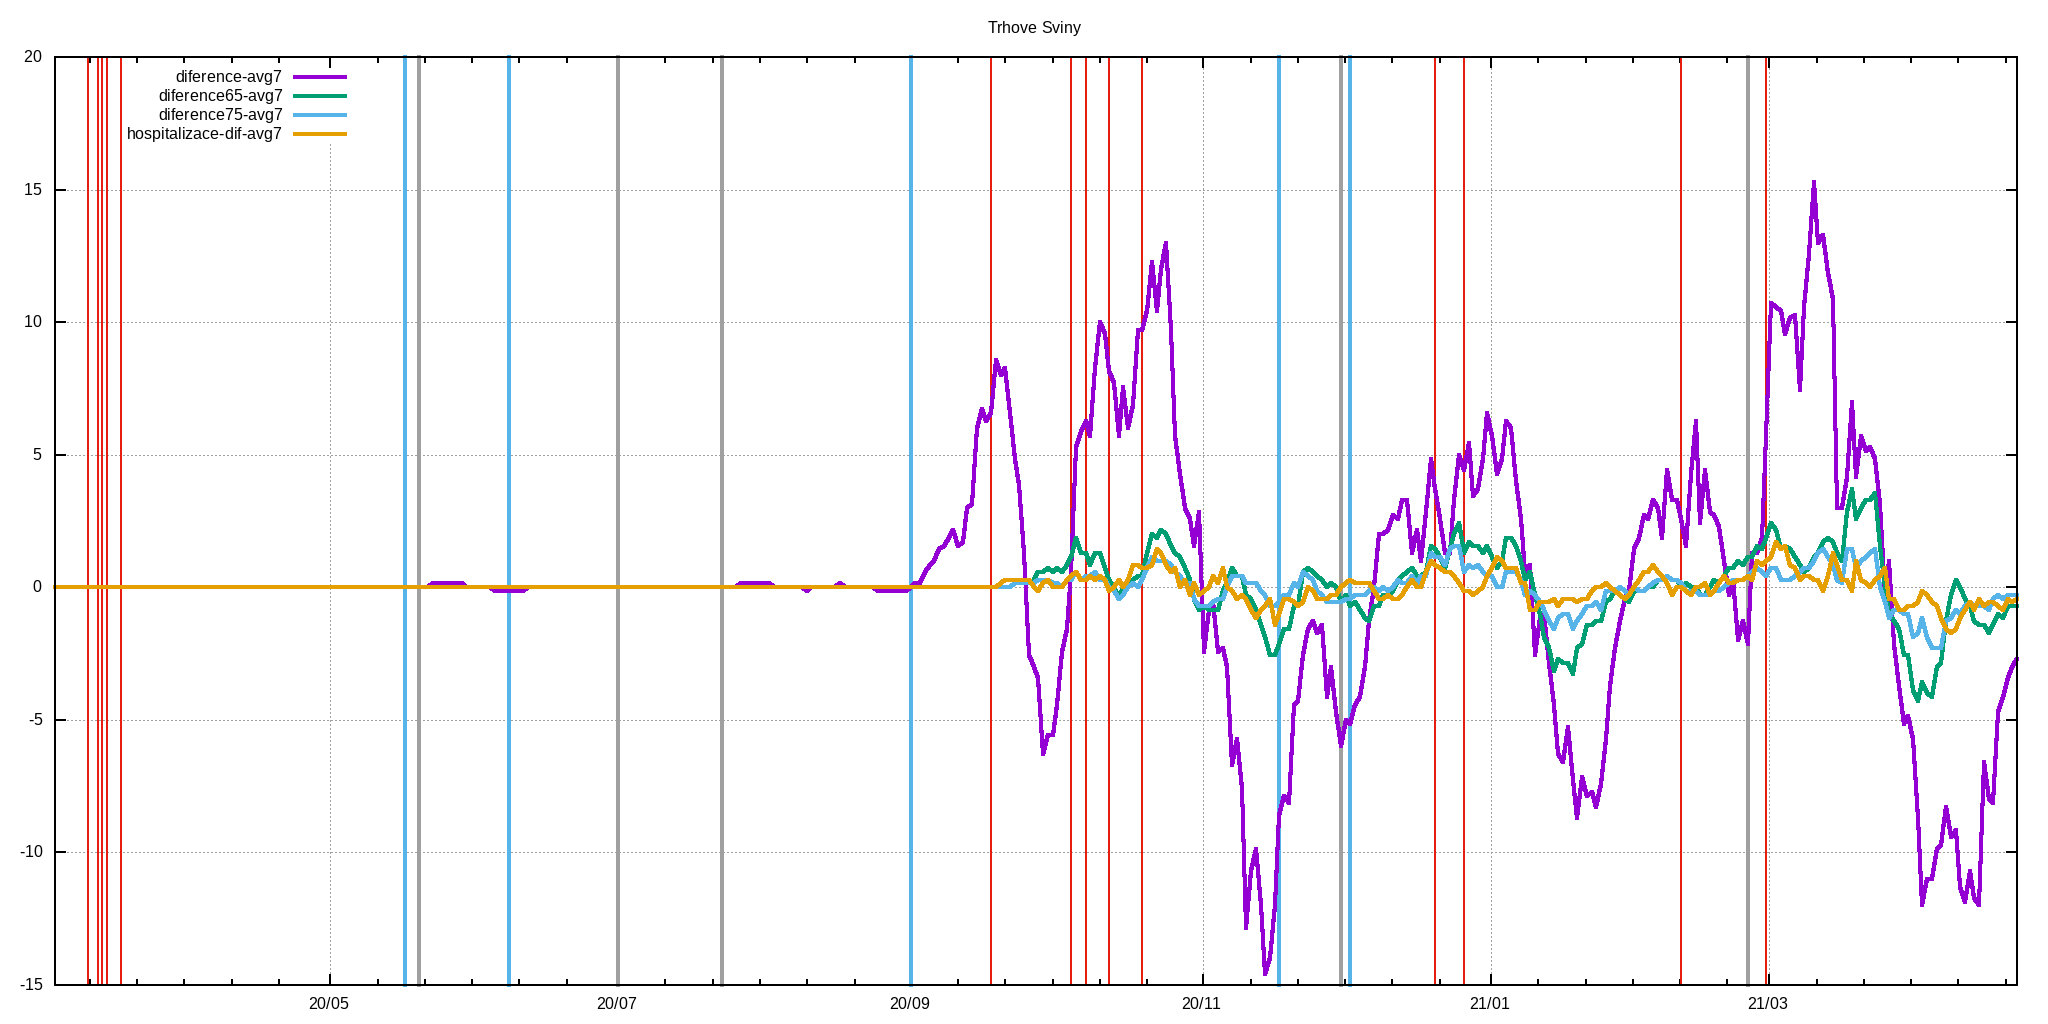 Trhove Sviny
20
diference-avg7
diference65-avg7
diference75-avg7
hospitalizace-dif-avg7
15
10
5
0
-5
-10
-15
20/05 20/07 20/09 20/11 21/01 21/03